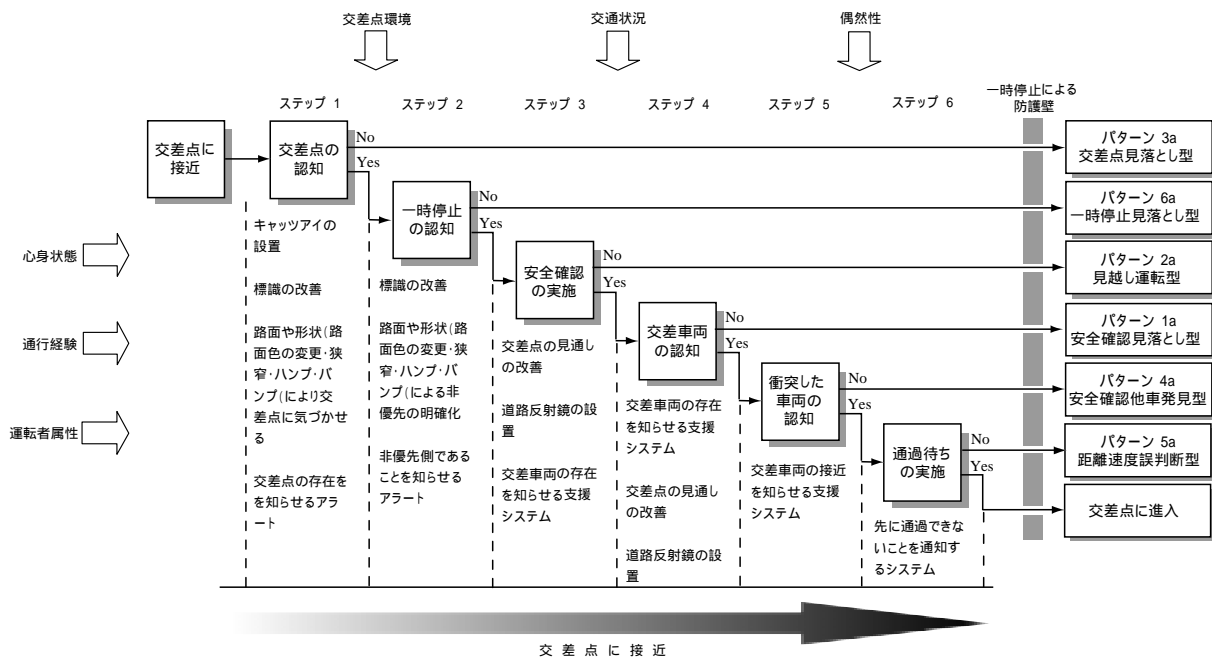 交差点環境
交通状況
偶然性
ステップ 1
ステップ 2
ステップ 3
ステップ 4
ステップ 5
ステップ 6
一時停止による
防護壁
交差点に
接近
交差点の
認知
No
Yes
パターン 3a
交差点見落とし型
一時停止
の認知
No
Yes
パターン 6a
一時停止見落とし型
安全確認
の実施
No
Yes
パターン 2a
見越し運転型
交差車両
の認知
No
Yes
パターン 1a
安全確認見落とし型
衝突した
車両の
認知
No
Yes
パターン 4a
安全確認他車発見型
通過待ち
の実施
No
Yes
パターン 5a
距離速度誤判断型
交差点に進入
心身状態
通行経験
運転者属性
キャッツアイの
設置
標識の改善
路面や形状(路
面色の変更・狭
窄・ハンプ・バ
ンプ(により交
差点に気づかせ
る
交差点の存在を
を知らせるアラ
ート
標識の改善
路面や形状(路
面色の変更・狭
窄・ハンプ・バ
ンプ(による非
優先の明確化
非優先側である
ことを知らせる
アラート
交差点の見通し
の改善
道路反射鏡の設
置
交差車両の存在
を知らせる支援
システム
交差車両の存在
を知らせる支援
システム
交差点の見通し
の改善
道路反射鏡の設
置
交差車両の接近
を知らせる支援
システム
先に通過できな
いことを通知す
るシステム
交差点に接近